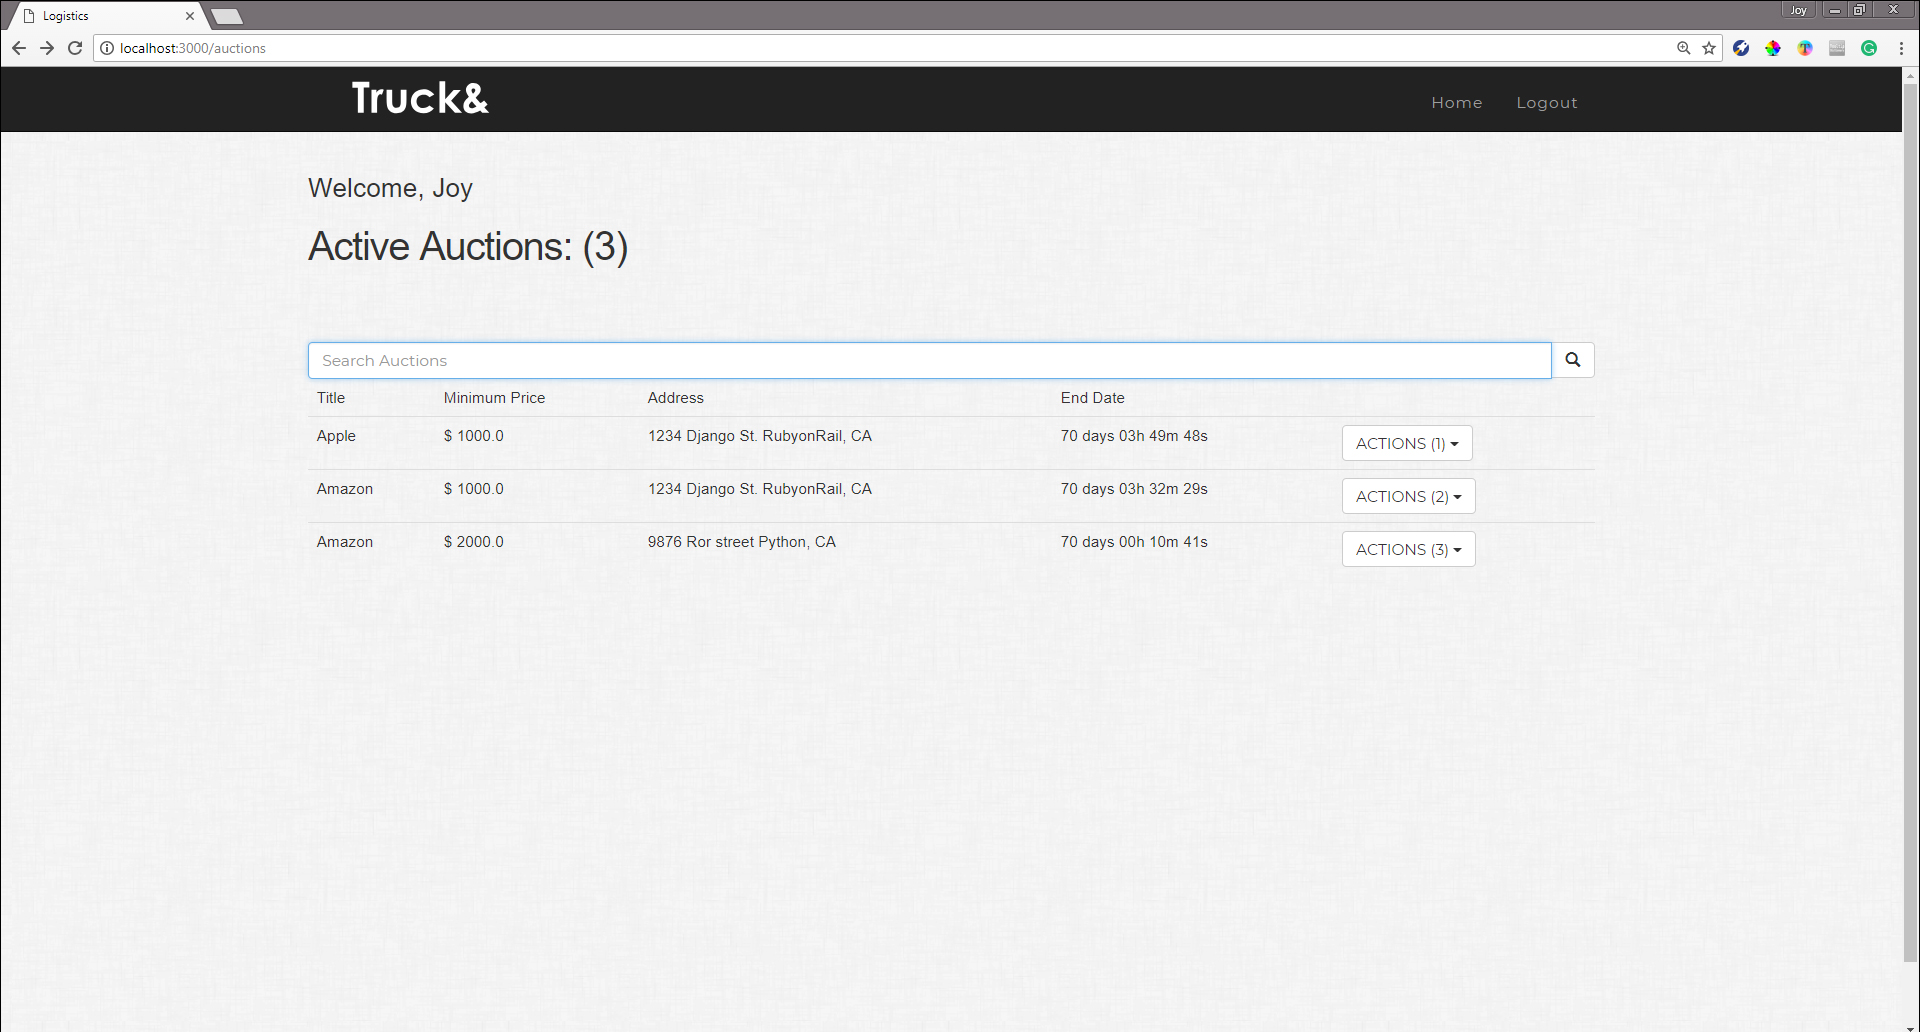 Logistics
Joy
localhost:3000/auctions
Truck&
Home Logout
Welcome, Joy
Active Auctions: (3)
Search Auctions
Title Minimum Price Address End Date
Apple $ 1000.0 1234 Django St. RubyonRail, CA 70 days 03h 49m 48s ACTIONS (1)
Amazon $ 1000.0 1234 Django St. RubyonRail, CA 70 days 03h 32m 29s ACTIONS (2)
Amazon $ 2000.0 9876 Ror street Python, CA 70 days 00h 10m 41s ACTIONS (3)